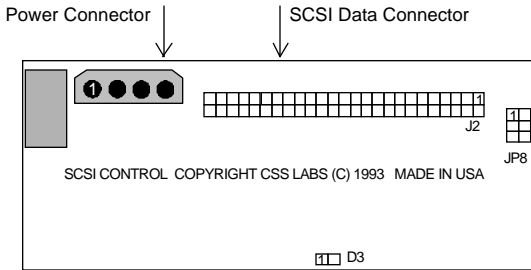 Power Connector SCSI Data Connector
1
1
J2
1
JP8
SCSI CONTROL COPYRIGHT CSS LABS (C) 1993 MADE IN USA
1 D3